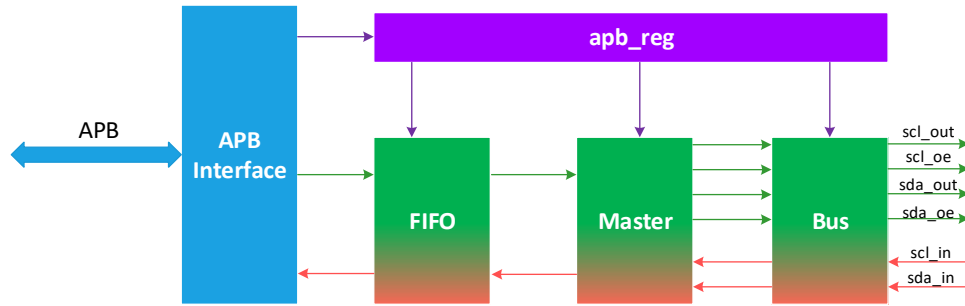 apb_reg
APB
APB
Interface
FIFO
Master
Bus
scl_out
scl_oe
sda_out
sda_oe
scl_in
sda_in